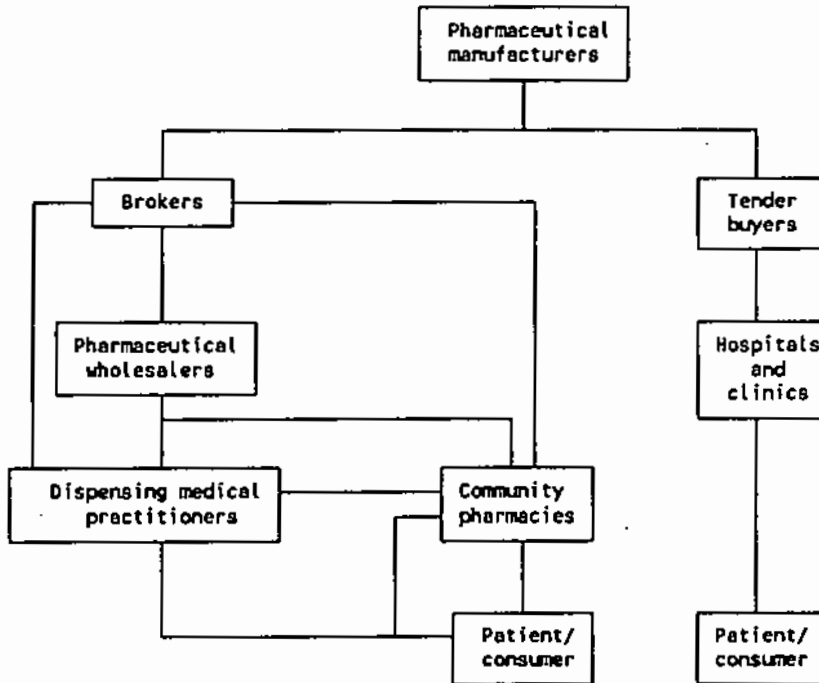 Pharmaceutical
manufacturers
Brokers
Tender
buyers
Pharmaceutical
wholesalers
Hospitals
and
clinics
Dispensing medical
practitioners
Community
pharmacies
Patient/
consumer
Patient/
consumer